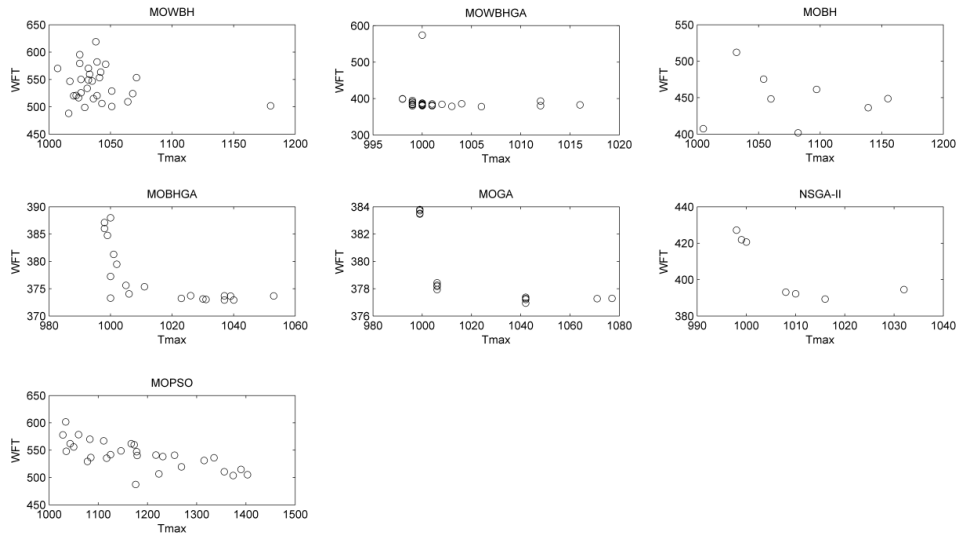 MOWBH
650
600
550
500
450
WFT
1000 1050 1100 1150 1200
Tmax
MOWBHGA
600
500
400
300
WFT
995 1000 1005 1010 1015 1020
Tmax
MOBH
550
500
450
400
WFT
1000 1050 1100 1150 1200
Tmax
MOBHGA
390
385
380
375
370
WFT
980 1000 1020 1040 1060
Tmax
MOGA
384
382
380
378
376
WFT
980 1000 1020 1040 1060 1080
Tmax
NSGA-II
440
420
400
380
WFT
990 1000 1010 1020 1030 1040
Tmax
MOPSO
650
600
550
500
450
WFT
1000 1100 1200 1300 1400 1500
Tmax